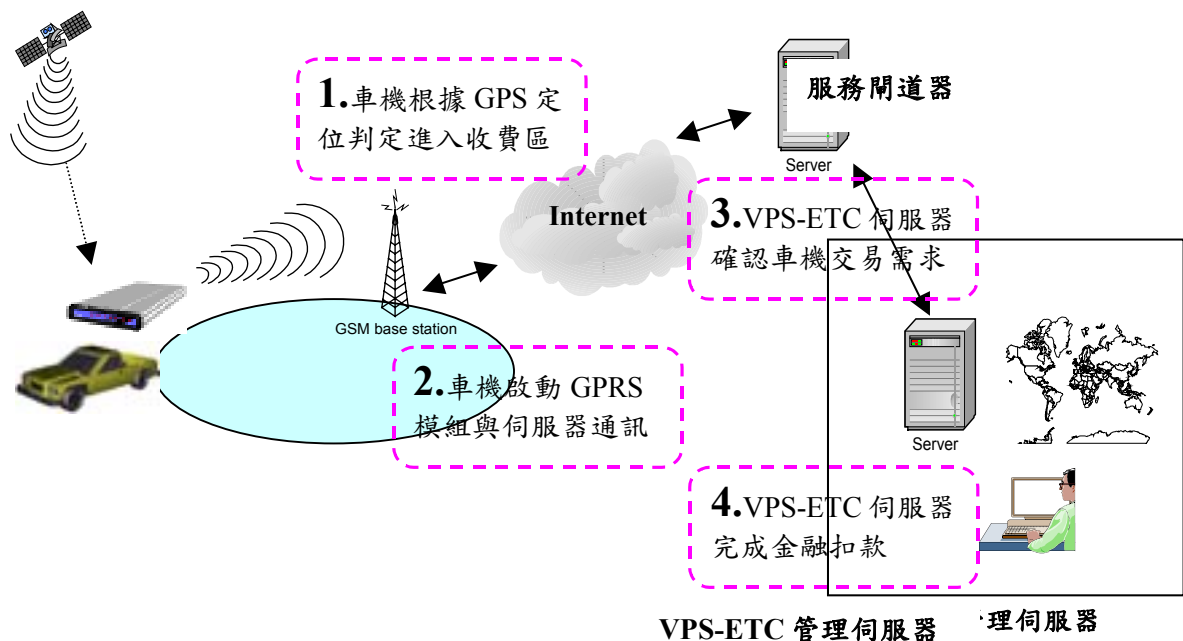 1.車機根據 GPS 定
位判定進入收費區
服務閘道器
Server
Internet
3.VPS-ETC 伺服器
確認車機交易需求
GSM base station
2.車機啟動 GPRS
模組與伺服器通訊
Server
4.VPS-ETC 伺服器
完成金融扣款
VPS-ETC 管理伺服器
理伺服器